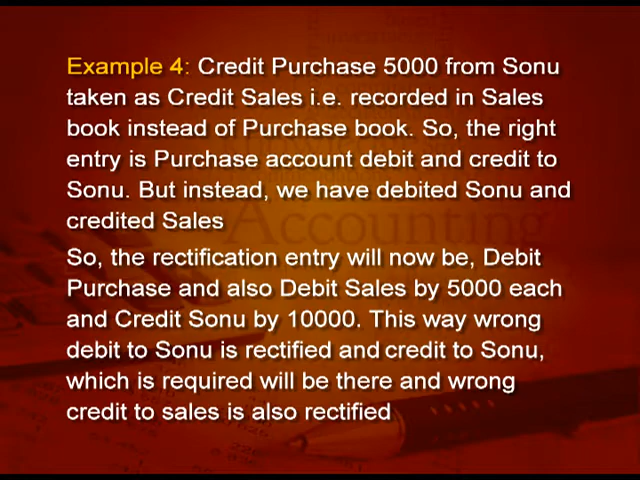 Example 4: Credit Purchase 5000 from Sonu
taken as Credit Sales i.e. recorded in Sales
book instead of Purchase book. So, the right
entry is Purchase account debit and credit to
Sonu. But instead, we have debited Sonu and
credited Sales
So, the rectification entry will now be, Debit
Purchase and also Debit Sales by 5000 each
and Credit Sonu by 10000. This way wrong
debit to Sonu is rectified and credit to Sonu,
which is required will be there and wrong
credit to sales is also rectified
Accounting